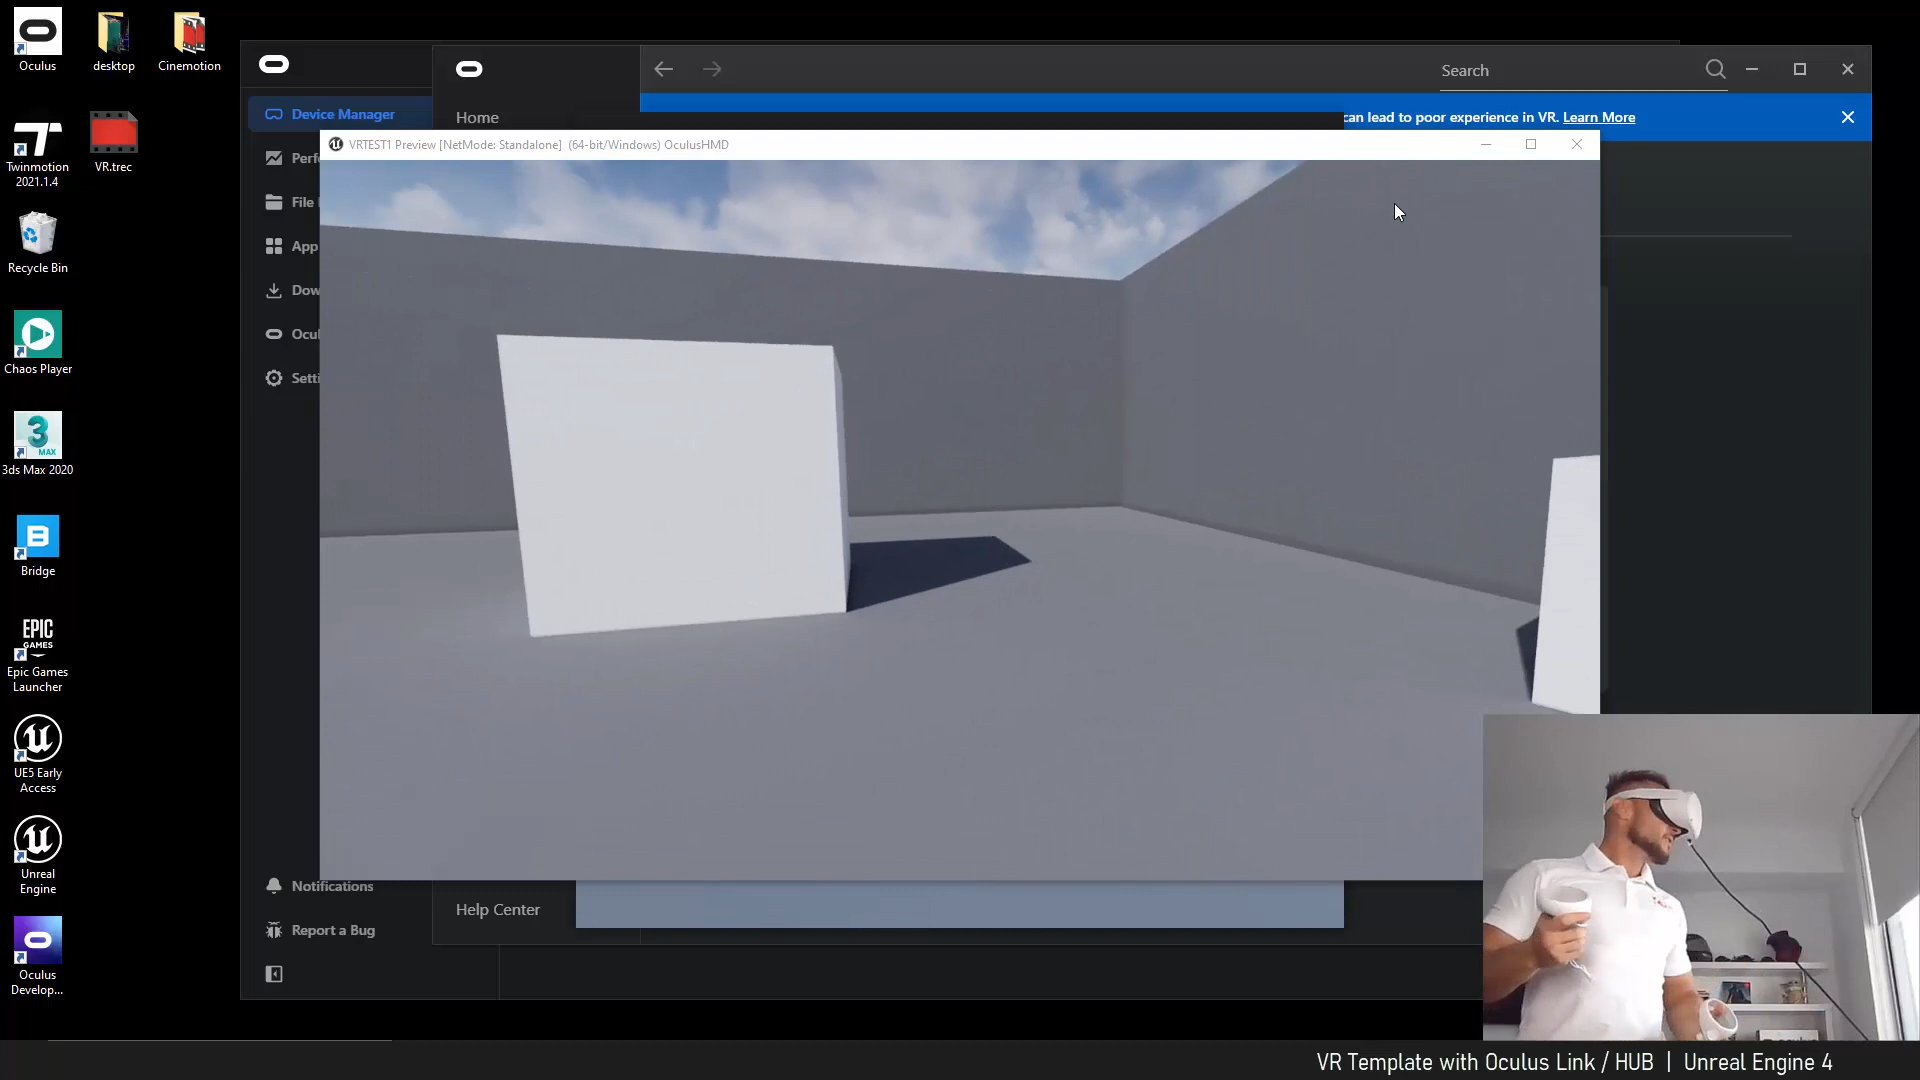 Oculus
desktop
Cinemotion
Twinmotion
2021.1.4
VR.trec
Recycle Bin
Chaos Player
3
MAX
3ds Max 2020
B
Bridge
EPIC
GAMES
Epic Games
Launcher
UE5 Early
Access
Unreal
Engine
Oculus
Develop...
Device Manager
Perf
File
App
Dow
Ocul
Setti
Notifications
Report a Bug
Home
Help Center
Search
can lead to poor experience in VR. Learn More
VRTEST1 Preview [NetMode: Standalone] (64-bit/Windows) OculusHMD
VR Template with Oculus Link / HUB | Unreal Engine 4